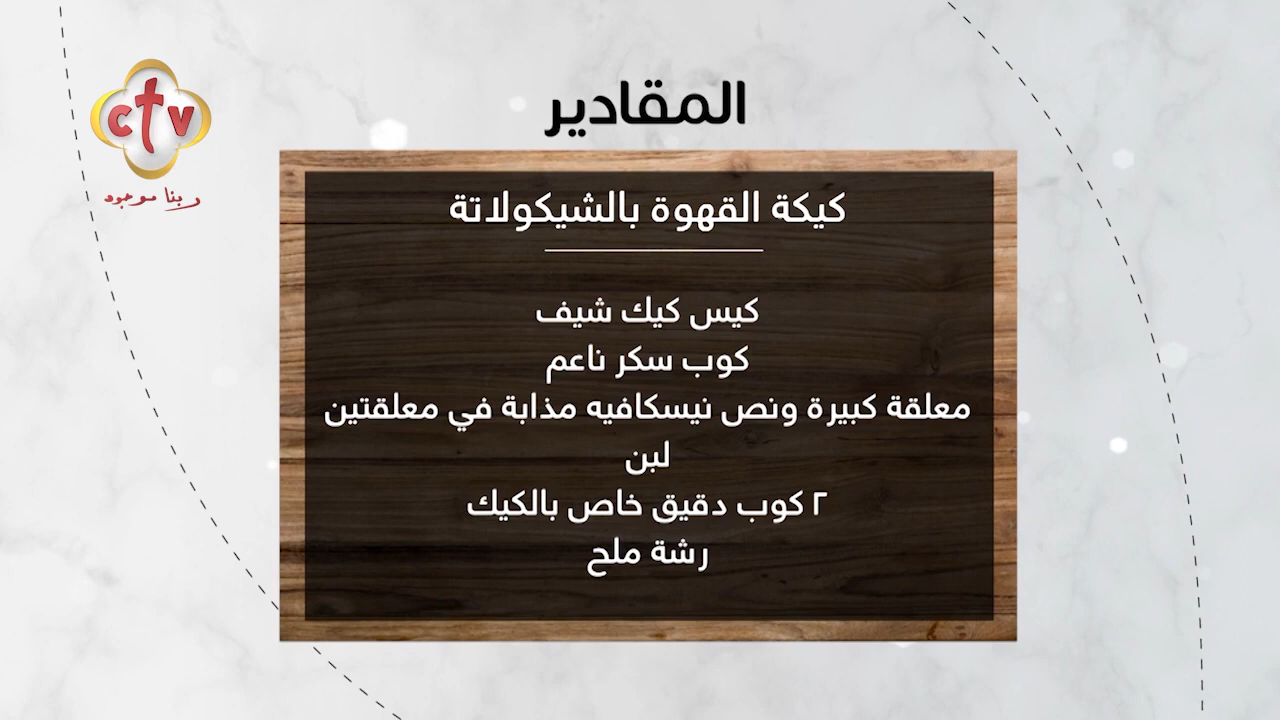 ctv
ربنا موجود
المقادير
كيكة القهوة بالشيكولاتة
كيس كيك شيف
كوب سكر ناعم
معلقة كبيرة ونص نيسكافيه مذابة في معلقتين
لبن
٢ كوب دقيق خاص بالكيك
رشة ملح